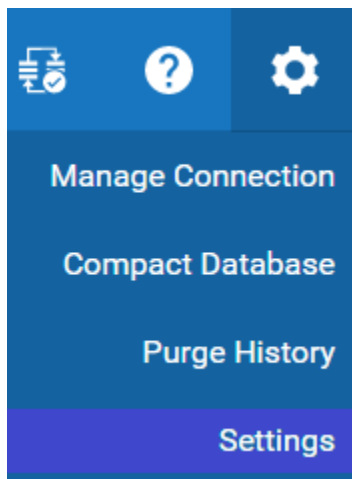 Manage Connection
Compact Database
Purge History
Settings